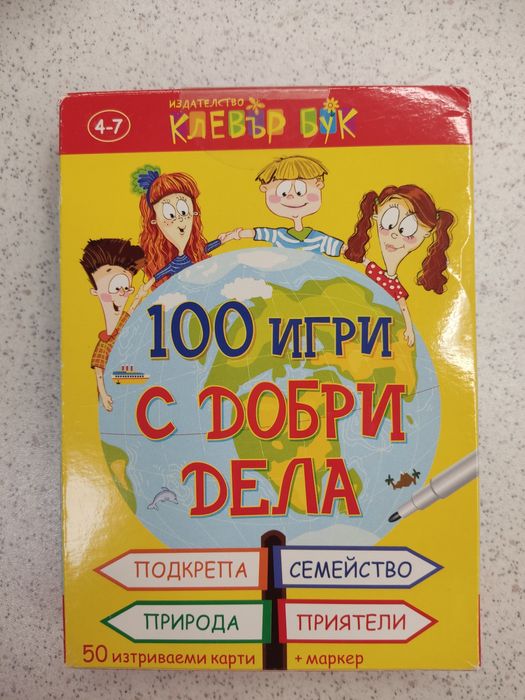 ИЗДАТЕЛСТВО
КЛЕВЪР БУК
4-7
100 ИГРИ
С ДОБРИ
ДЕЛА
ПОДКРЕПА
СЕМЕЙСТВО
ПРИРОДА
ПРИЯТЕЛИ
50 изтриваеми карти + маркер